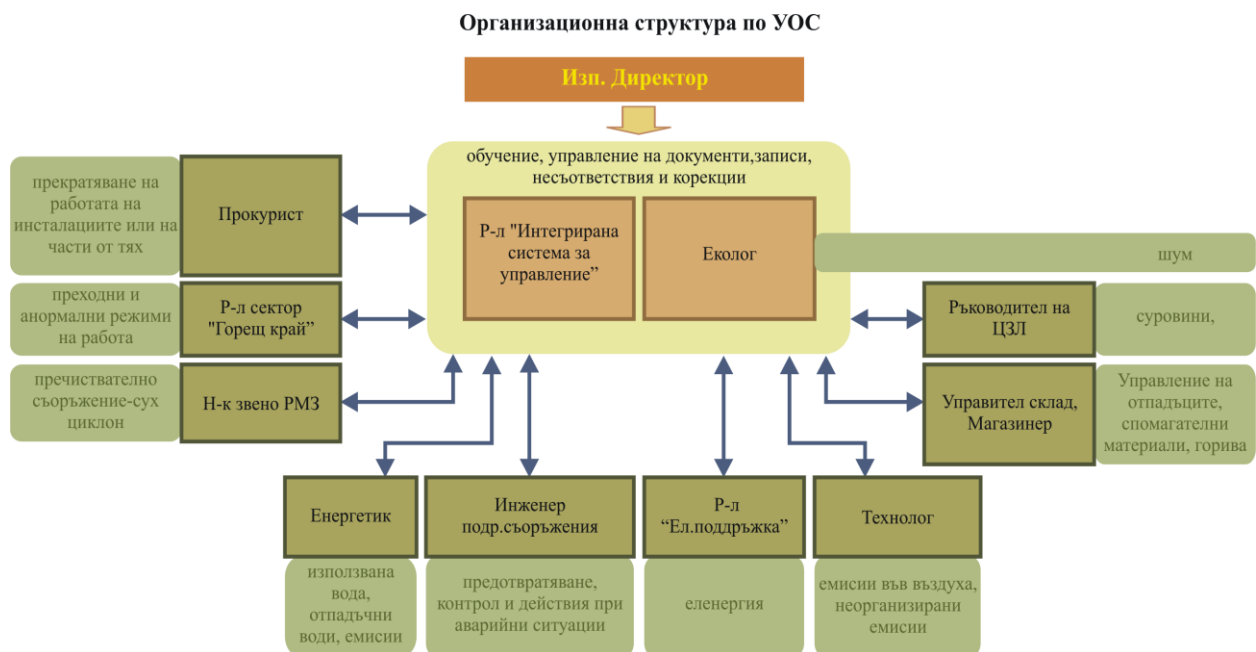 Организационна структура по УОС
Изп. Директор
обучение, управление на документи,записи,
несъответствия и корекции
Р-л "Интегрирана
система за
управление”
Еколог
шум
прекратяване на
работата на
инсталациите или на
части от тях
Прокурист
преходни и
анормални режими
на работа
Р-л сектор
"Горещ край”
пречиствателно
съоръжение-сух
циклон
Н-к звено РМЗ
Ръководител на
ЦЗЛ
суровини,
Управител склад,
Магазинер
Управление на
отпадъците,
спомагателни
материали, горива
Енергетик
използвана
вода,
отпадъчни
води, емисии
Инженер
подр.съоръжения
предотвратяване,
контрол и действия при
аварийни ситуации
Р-л
“Ел.поддръжка”
еленергия
Технолог
емисии във въздуха,
неорганизирани
емисии